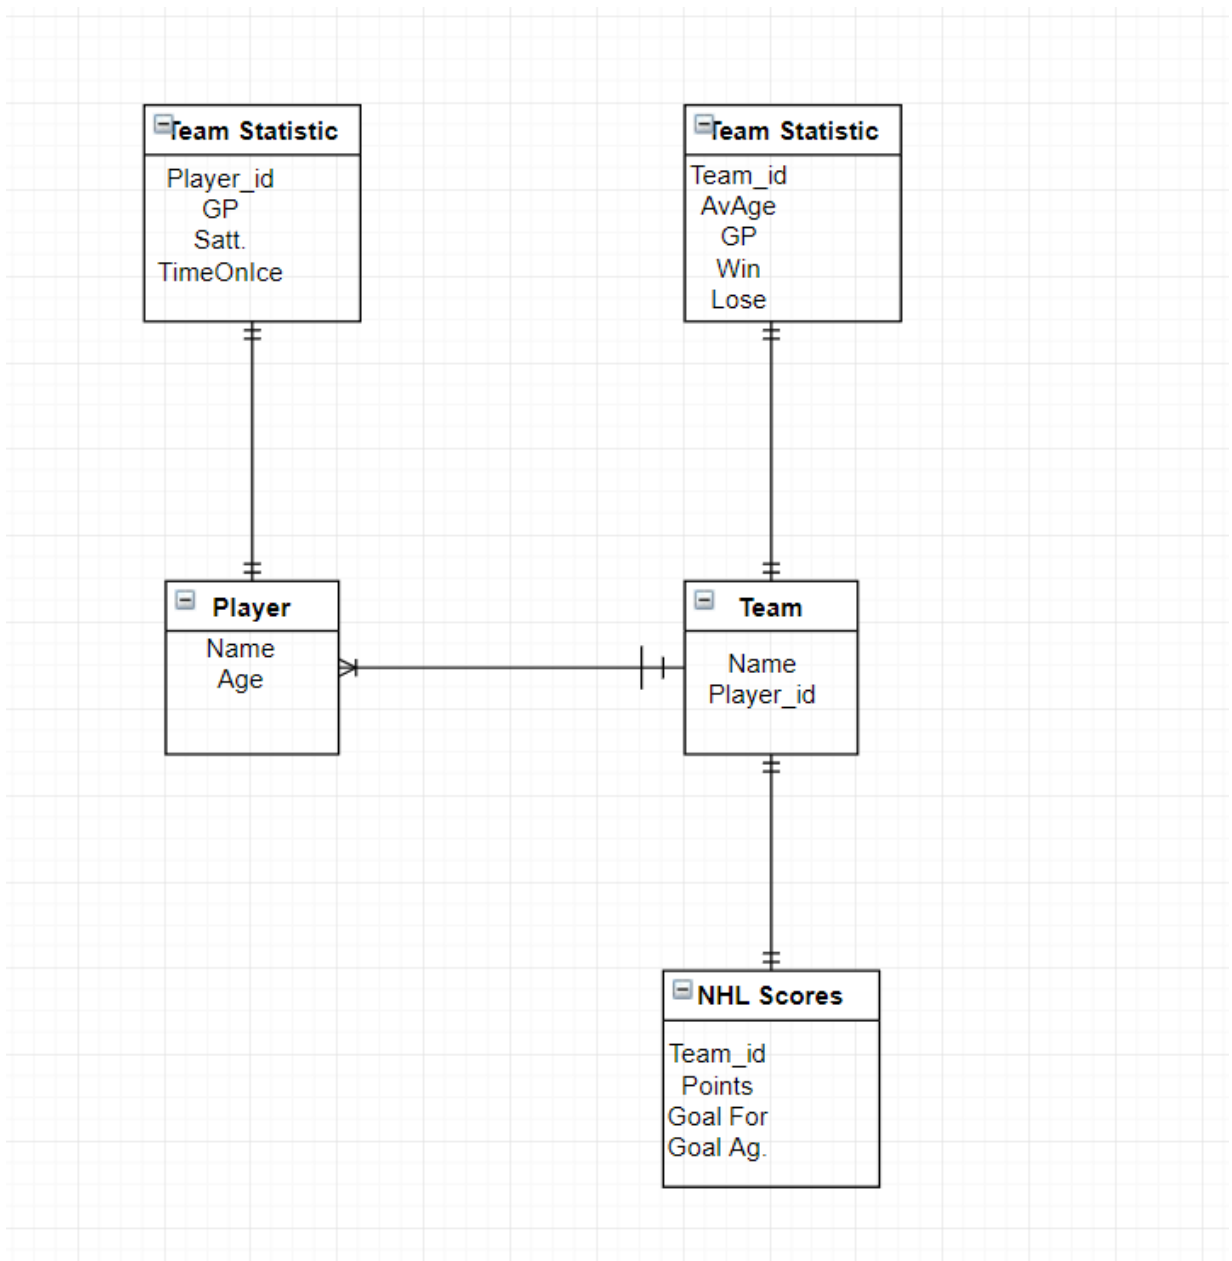 Team Statistic
Player_id
GP
Satt.
TimeOnIce
Team Statistic
Team_id
AvAge
GP
Win
Lose
Player
Name
Age
Team
Name
Player_id
NHL Scores
Team_id
Points
Goal For
Goal Ag.